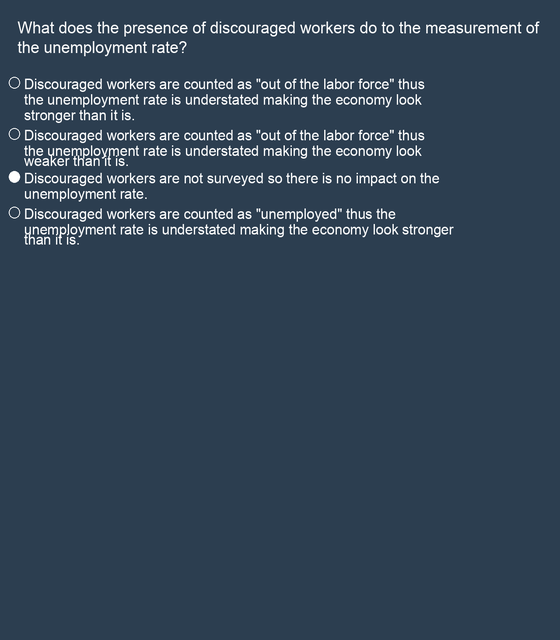 What does the presence of discouraged workers do to the measurement of
the unemployment rate?
Discouraged workers are counted as "out of the labor force" thus
the unemployment rate is understated making the economy look
stronger than it is.
Discouraged workers are counted as "out of the labor force" thus
the unemployment rate is understated making the economy look
weaker than it is.
Discouraged workers are not surveyed so there is no impact on the
unemployment rate.
Discouraged workers are counted as "unemployed" thus the
unemployment rate is understated making the economy look stronger
than it is.